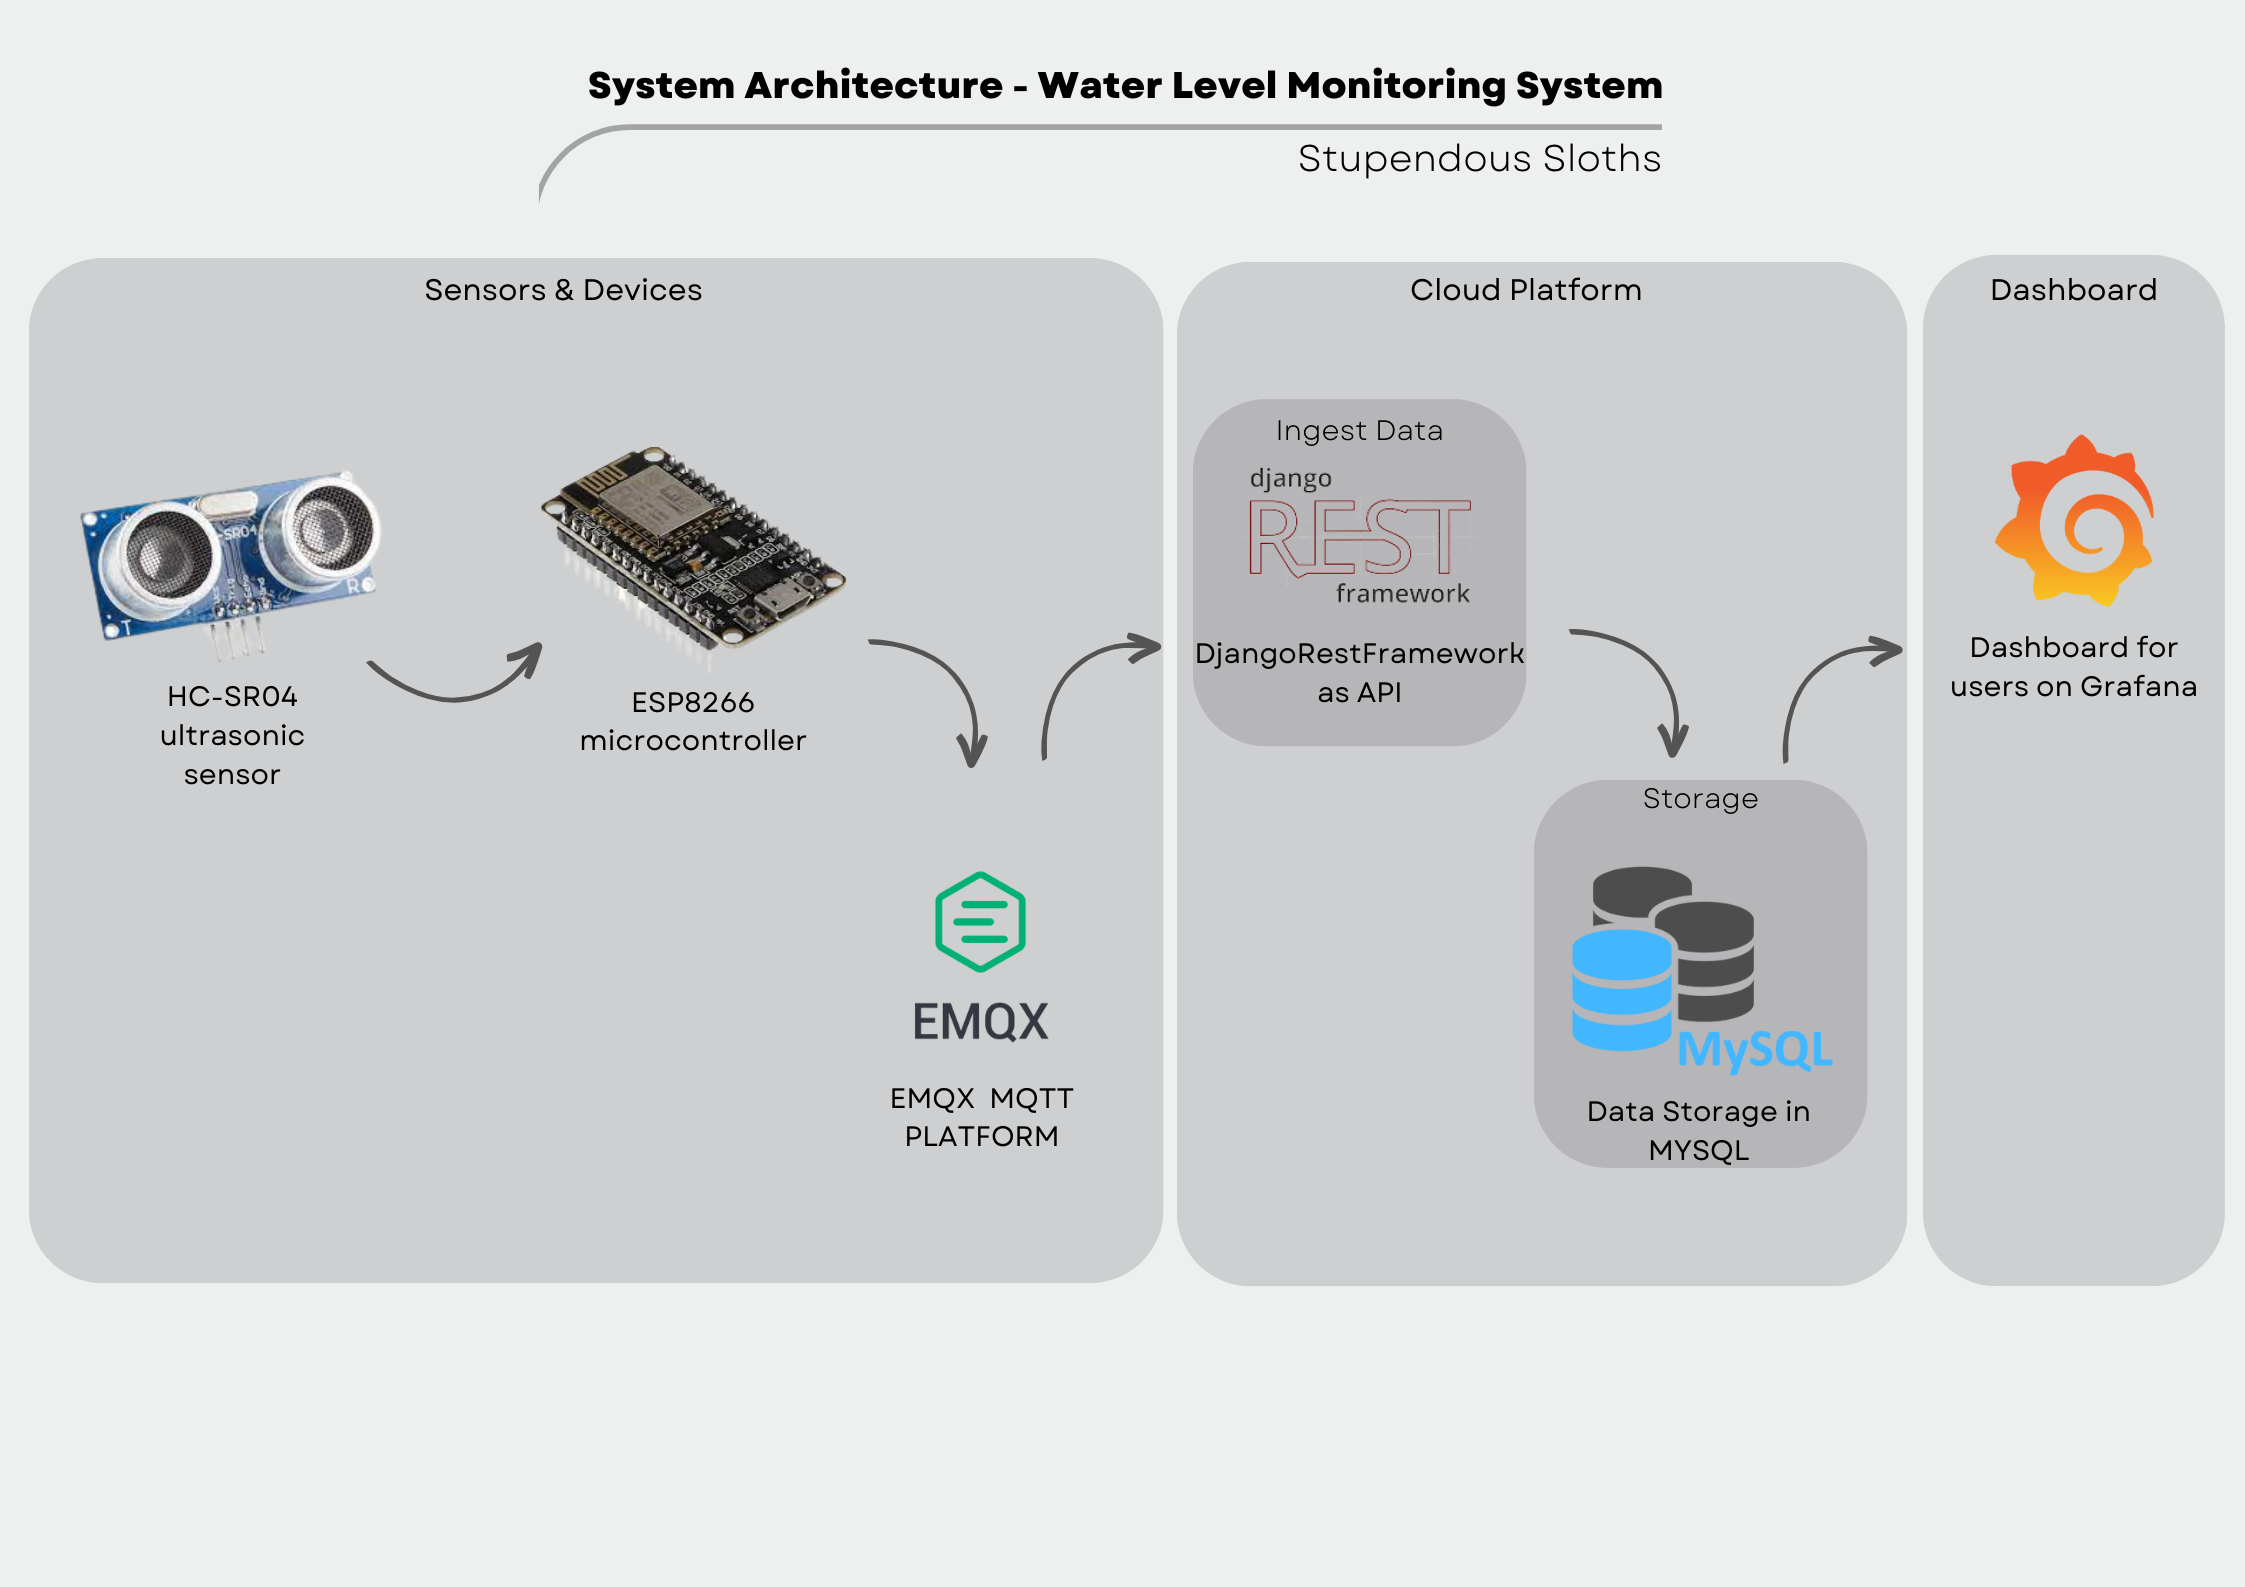 System Architecture - Water Level Monitoring System
Stupendous Sloths
Sensors & Devices
-SR04
T
R
HC-SR04
ultrasonic
sensor
ESP8266
microcontroller
EMQX
EMQX MQTT
PLATFORM
Cloud Platform
Ingest Data
django
REST
framework
DjangoRestFramework
as API
Storage
MySQL
Data Storage in
MYSQL
Dashboard
Dashboard for
users on Grafana